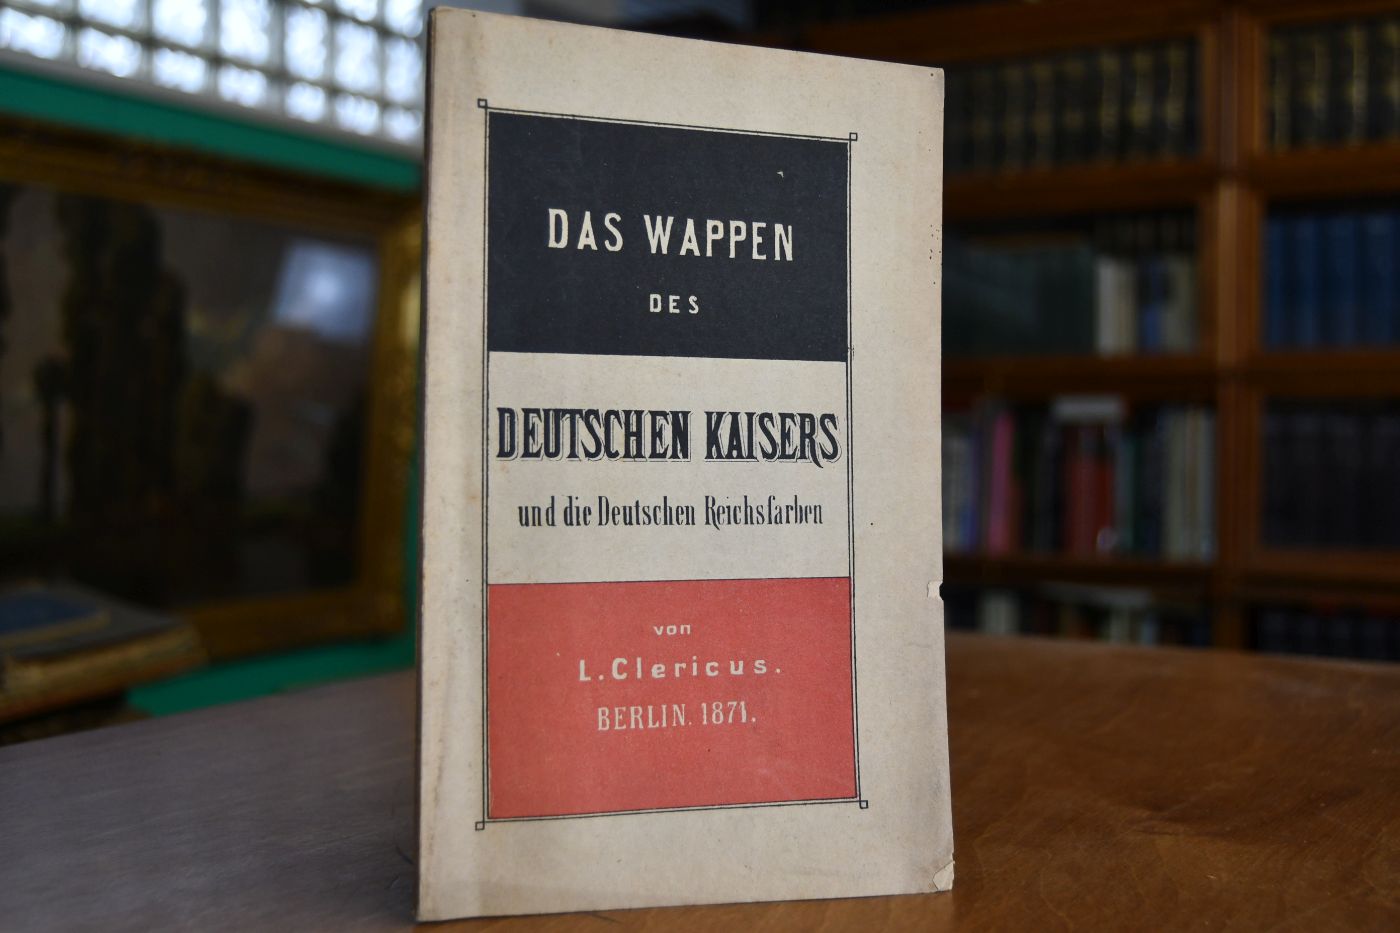 DAS WAPPEN
DES
DEUTSCHEN KAISERS
und die Deutschen Reichsfarben
von
L. Clericus.
BERLIN. 1871.